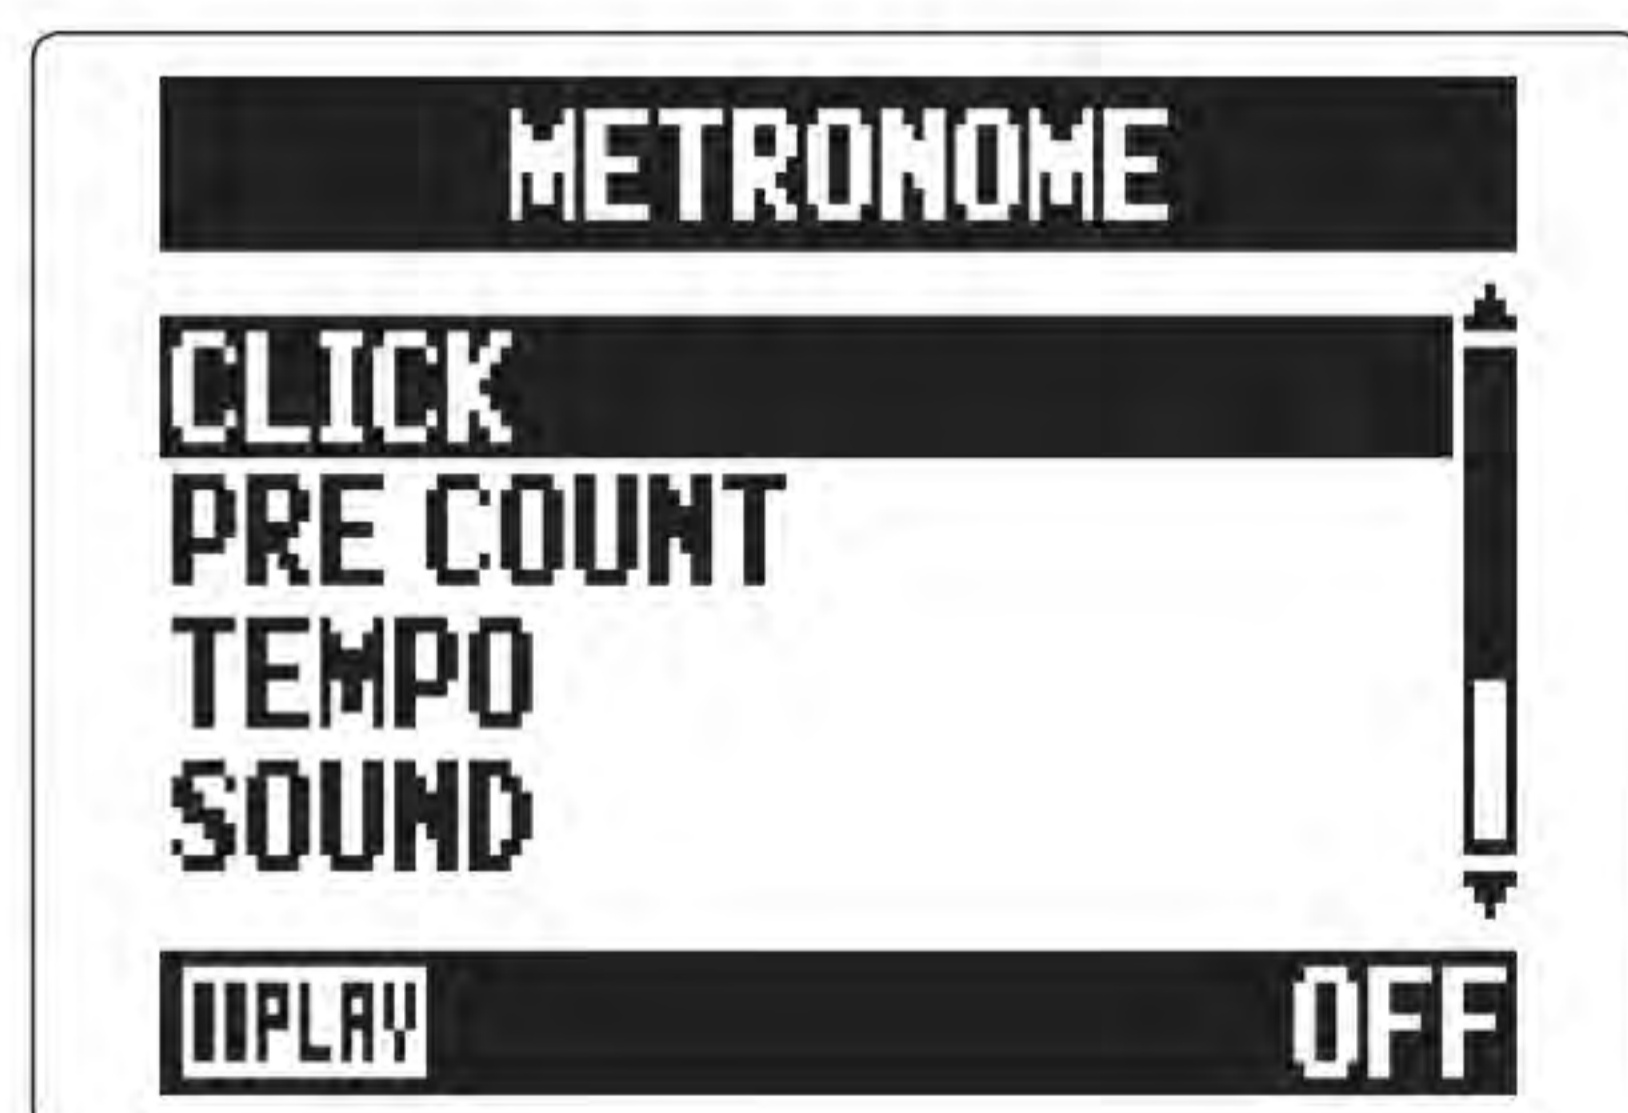 METRONOME
CLICK
PRE COUNT
TEMPO
SOUND
PLAY OFF